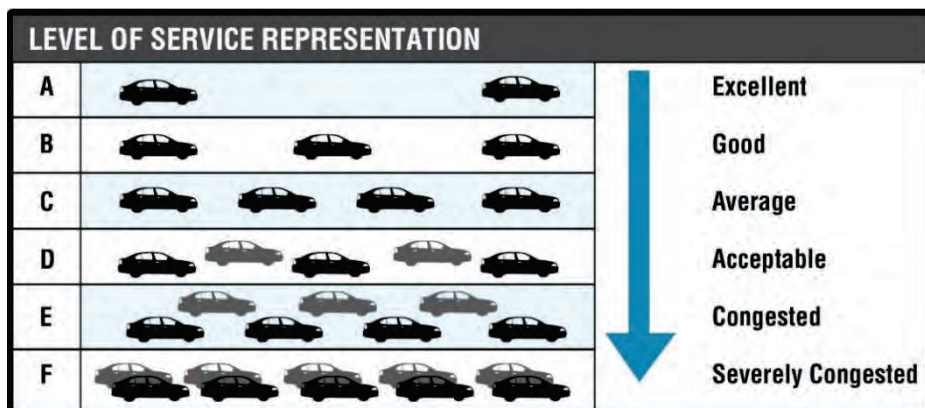 LEVEL OF SERVICE REPRESENTATION
A Excellent
B Good
C Average
D Acceptable
E Congested
F Severely Congested